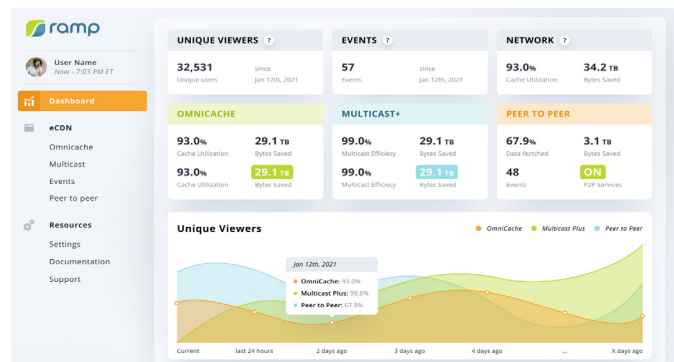 ramp
User Name
Now - 7:03 PM ET
Dashboard
eCDN
Omnicache
Multicast
Events
Peer to peer
Resources
Settings
Documentation
Support
UNIQUE VIEWERS ?
32,531 since
Unique users Jan 12th, 2021
EVENTS ?
57 since
Events Jan 12th, 2021
NETWORK ?
93.0% 34.2 TB
Cache Utilization Bytes Saved
OMNICACHE
93.0% 29.1 TB
Cache Utilization Bytes Saved
93.0% 29.1 TB
Cache Utilization Bytes Saved
MULTICAST+
99.0% 29.1 TB
Multicast Efficiecy Bytes Saved
99.0% 29.1 TB
Multicast Efficiecy Bytes Saved
PEER TO PEER
67.9% 3.1 TB
Data fectched Bytes Saved
48 ON
Events P2P Services
Unique Viewers
OmniCache Multicast Plus Peer to Peer
Jan 12th, 2021
OmniCache: 93.0%
Multicast Plus: 99.0%
Peer to Peer: 67.8%
Current last 24 hours 2 days ago 3 days ago 4 days ago ... X days ago